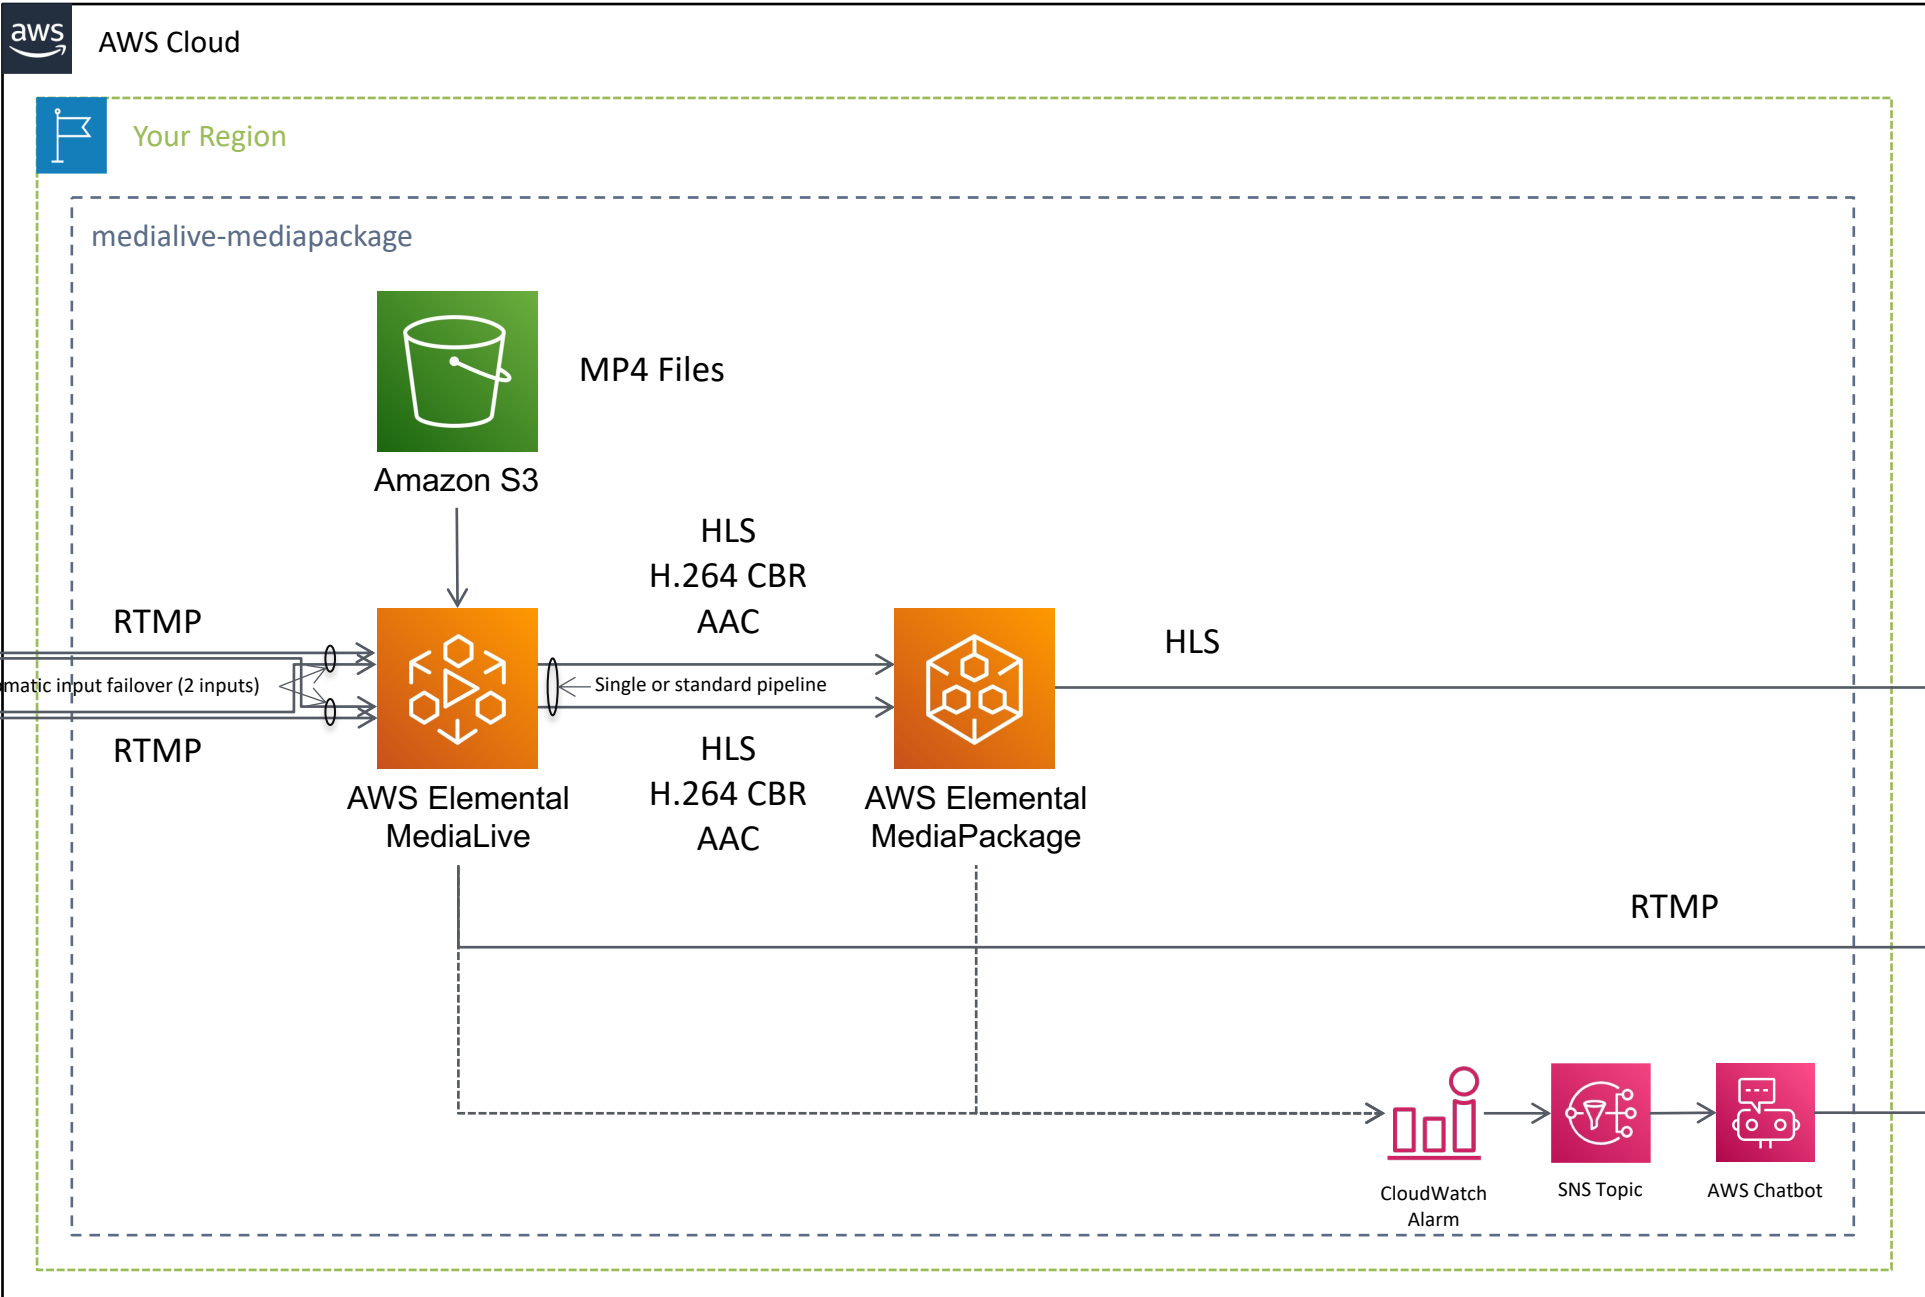 aws
AWS Cloud
Your Region
medialive-mediapackage
MP4 Files
Amazon S3
HLS
H.264 CBR
AAC
RTMP
HLS
input failover (2 inputs)
Single or standard pipeline
RTMP
HLS
H.264 CBR
AAC
AWS Elemental
MediaLive
AWS Elemental
MediaPackage
RTMP
CloudWatch
Alarm
SNS Topic
AWS Chatbot